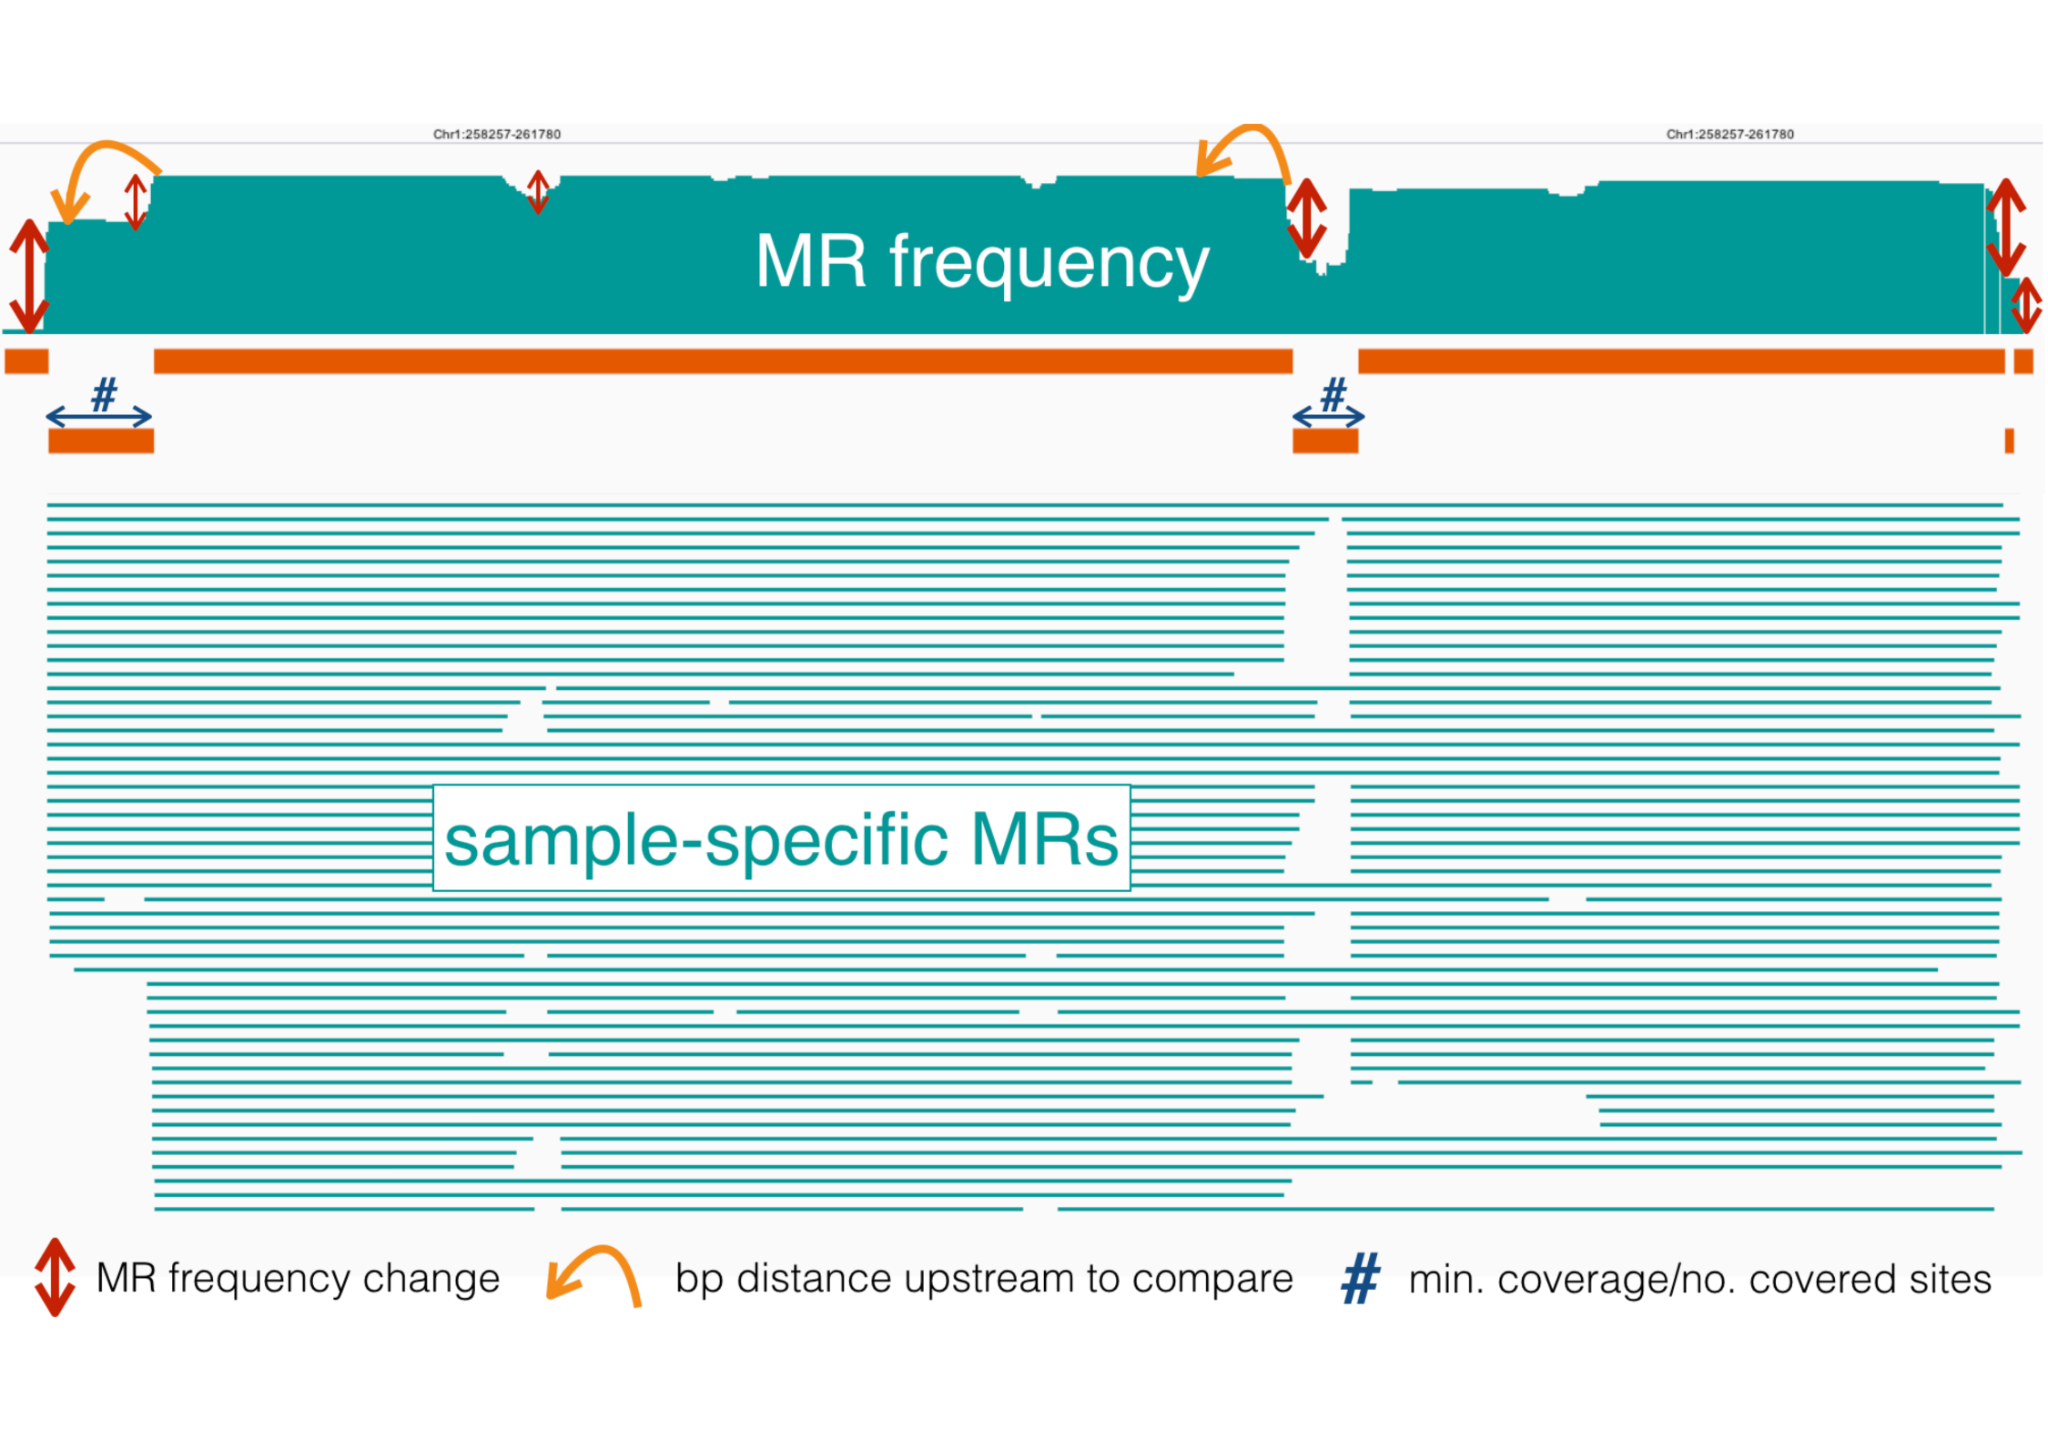 Chr1:258257-261780
Chr1:258257-261780
MR frequency
#
#
sample-specific MRs
MR frequency change
bp distance upstream to compare
# min. coverage/no. covered sites